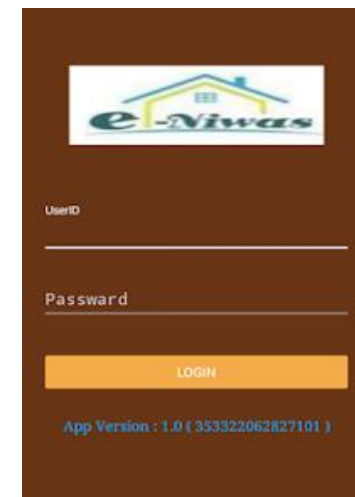 e-Niwas
UserID
Passward
LOGIN
App Version : 1.0 ( 353322062827101 )